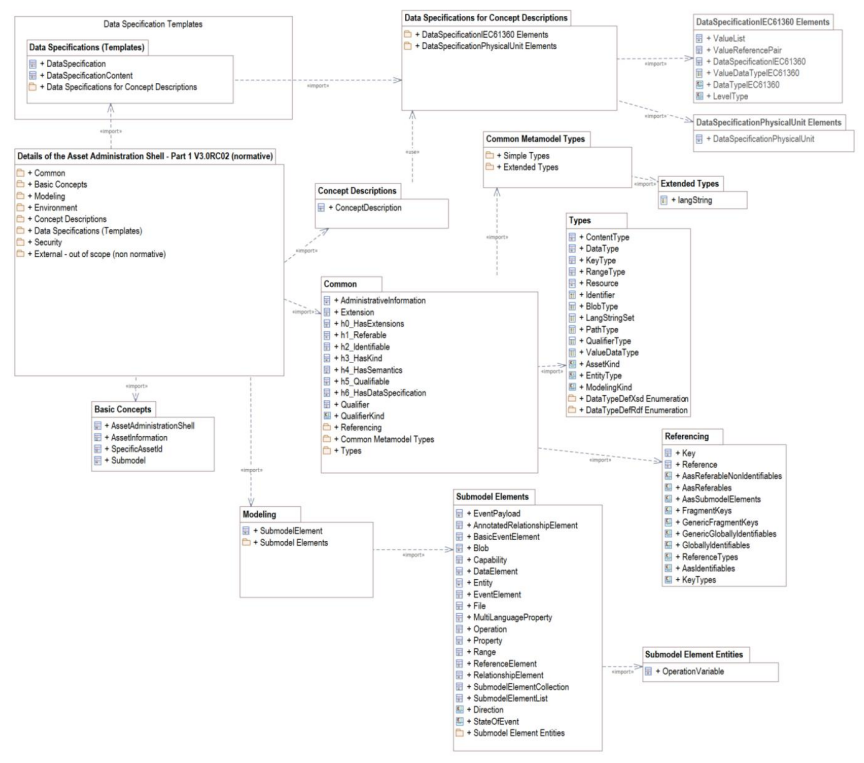 Data Specification Templates
Data Specifications (Templates)
+ DataSpecification
+ DataSpecificationContent
+ Data Specifications for Concept Descriptions
«import»
Data Specifications for Concept Descriptions
+ DataSpecificationIEC61360 Elements
+ DataSpecificationPhysicalUnit Elements
«import»
DataSpecificationIEC61360 Elements
+ ValueList
+ ValueReferencePair
+ DataSpecificationIEC61360
+ ValueDataTypeIEC61360
+ DataTypeIEC61360
+ LevelType
«import»
DataSpecificationPhysicalUnit Elements
+ DataSpecificationPhysicalUnit
«import»
Details of the Asset Administration Shell - Part 1 V3.0RC02 (normative)
+ Common
+ Basic Concepts
+ Modeling
+ Environment
+ Concept Descriptions
+ Data Specifications (Templates)
+ Security
+ External - out of scope (non normative)
«use»
Concept Descriptions
+ ConceptDescription
«import»
Common Metamodel Types
+ Simple Types
+ Extended Types
«import»
Extended Types
+ langString
«import»
Common
+ AdministrativeInformation
+ Extension
+ h0_HasExtensions
+ h1_Referable
+ h2_Identifiable
+ h3_HasKind
+ h4_HasSemantics
+ h5_Qualifiable
+ h6_HasDataSpecification
+ Qualifier
+ QualifierKind
+ Referencing
+ Common Metamodel Types
+ Types
«import»
«import»
Types
+ ContentType
+ DataType
+ KeyType
+ RangeType
+ Resource
+ Identifier
+ BlobType
+ LangStringSet
+ PathType
+ QualifierType
+ ValueDataType
+ AssetKind
+ EntityType
+ ModelingKind
+ DataTypeDefXsd Enumeration
+ DataTypeDefRdf Enumeration
«import»
«import»
Basic Concepts
+ AssetAdministrationShell
+ AssetInformation
+ SpecificAssetId
+ Submodel
«import»
Referencing
+ Key
+ Reference
+ AasReferableNonIdentifiables
+ AasReferables
+ AasSubmodelElements
+ FragmentKeys
+ GenericFragmentKeys
+ GenericGloballyIdentifiables
+ GloballyIdentifiables
+ ReferenceTypes
+ AasIdentifiables
+ KeyTypes
«import»
Modeling
+ SubmodelElement
+ Submodel Elements
«import»
Submodel Elements
+ EventPayload
+ AnnotatedRelationshipElement
+ BasicEventElement
+ Blob
+ Capability
+ DataElement
+ Entity
+ EventElement
+ File
+ MultiLanguageProperty
+ Operation
+ Property
+ Range
+ ReferenceElement
+ RelationshipElement
+ SubmodelElementCollection
+ SubmodelElementList
+ Direction
+ StateOfEvent
+ Submodel Element Entities
«import»
Submodel Element Entities
+ OperationVariable